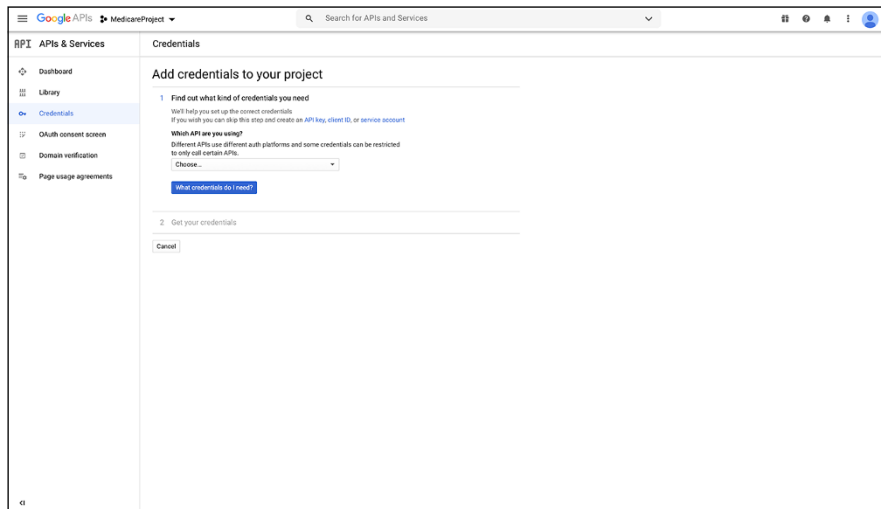 Google APIs MedicareProject Search for APIs and Services
API APIs & Services
Credentials
Dashboard
Library
Credentials
OAuth consent screen
Domain verification
Page usage agreements
Add credentials to your project
1 Find out what kind of credentials you need
We'll help you set up the correct credentials
If you wish you can skip this step and create an API key, client ID, or service account
Which API are you using?
Different APIs use different auth platforms and some credentials can be restricted
to only call certain APIs.
Choose...
What credentials do I need?
2 Get your credentials
Cancel